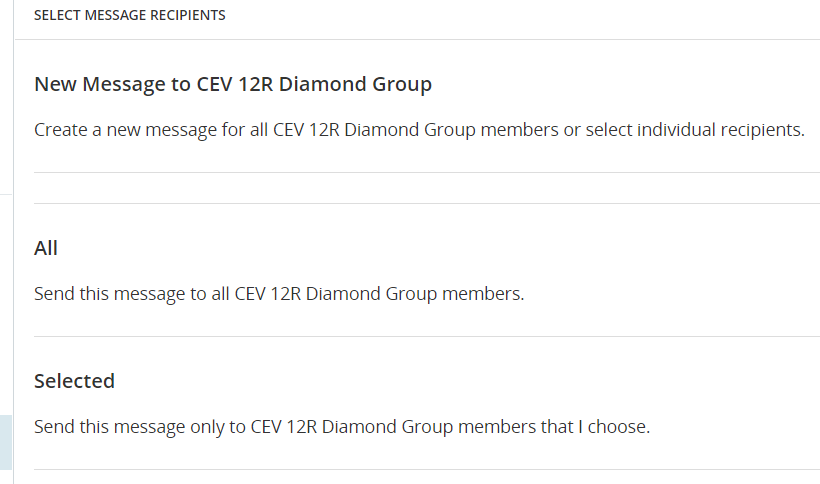 SELECT MESSAGE RECIPIENTS
New Message to CEV 12R Diamond Group
Create a new message for all CEV 12R Diamond Group members or select individual recipients.
All
Send this message to all CEV 12R Diamond Group members.
Selected
Send this message only to CEV 12R Diamond Group members that I choose.